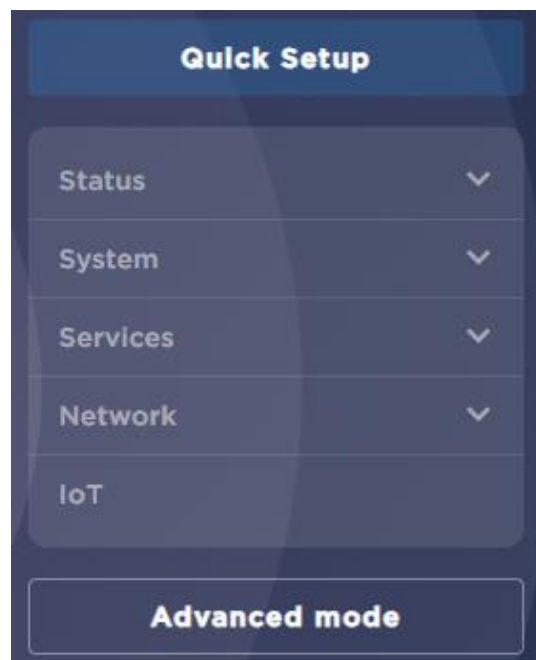 Quick Setup
Status
System
Services
Network
IoT
Advanced mode